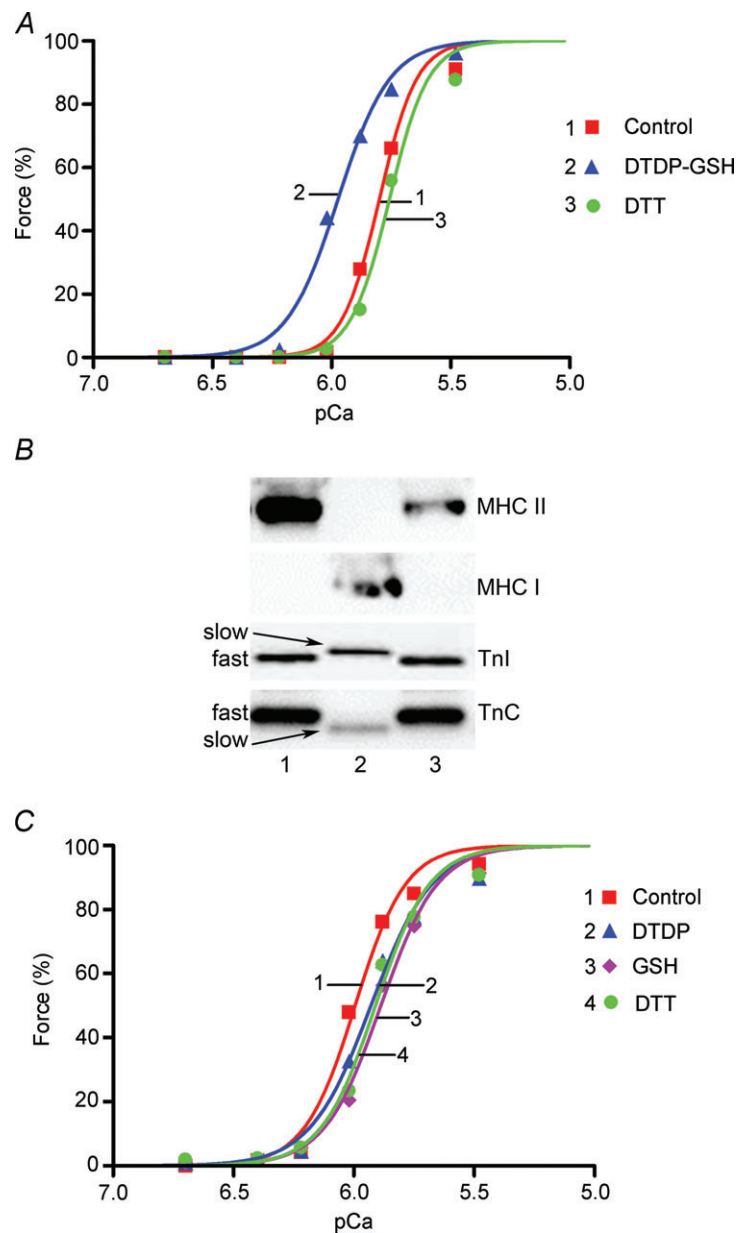 A
Force (%)
100
80
60
40
20
0
7.0 6.5 6.0 5.5 5.0
pCa
2
1
3
1 Control
2 DTDP-GSH
3 DTT
B
MHC II
MHC I
slow
fast
TnI
fast
slow
TnC
1 2 3
C
Force (%)
100
80
60
40
20
0
7.0 6.5 6.0 5.5 5.0
pCa
1
2
3
4
1 Control
2 DTDP
3 GSH
4 DTT